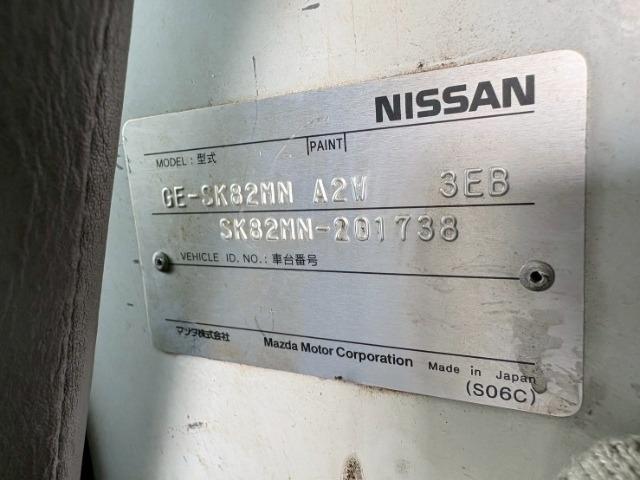 NISSAN
MODEL : 型式 PAINT
GE-SK82MN A2W 3EB
SK82MN-201738
VEHICLE ID. NO. : 車台番号
マツダ株式会社 Mazda Motor Corporation Made in Japan
(S06C)